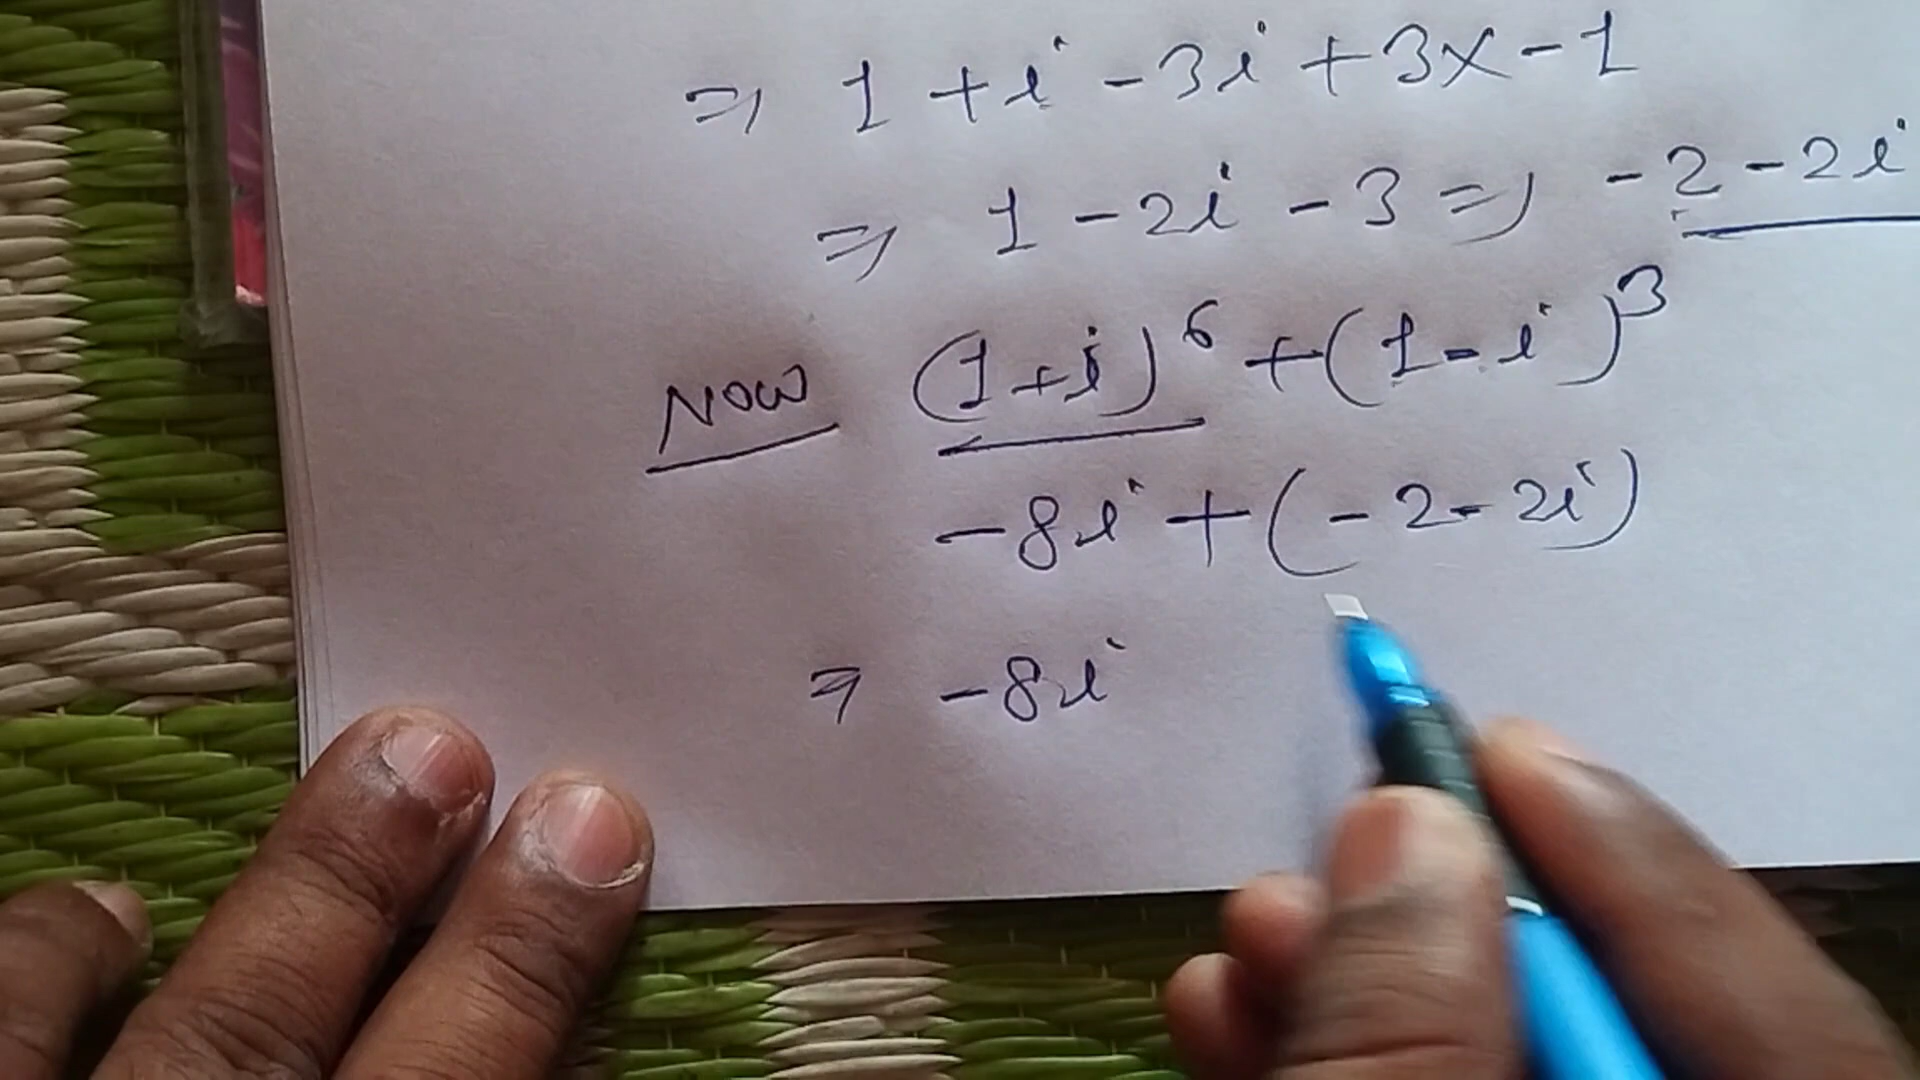 ⇒ 1 + i - 3i + 3x - 1
⇒ 1 - 2i - 3 ⇒ - 2 - 2i
Now (1+i)⁶ + (1-i)³
-8i + (-2-2i)
⇒ -8i